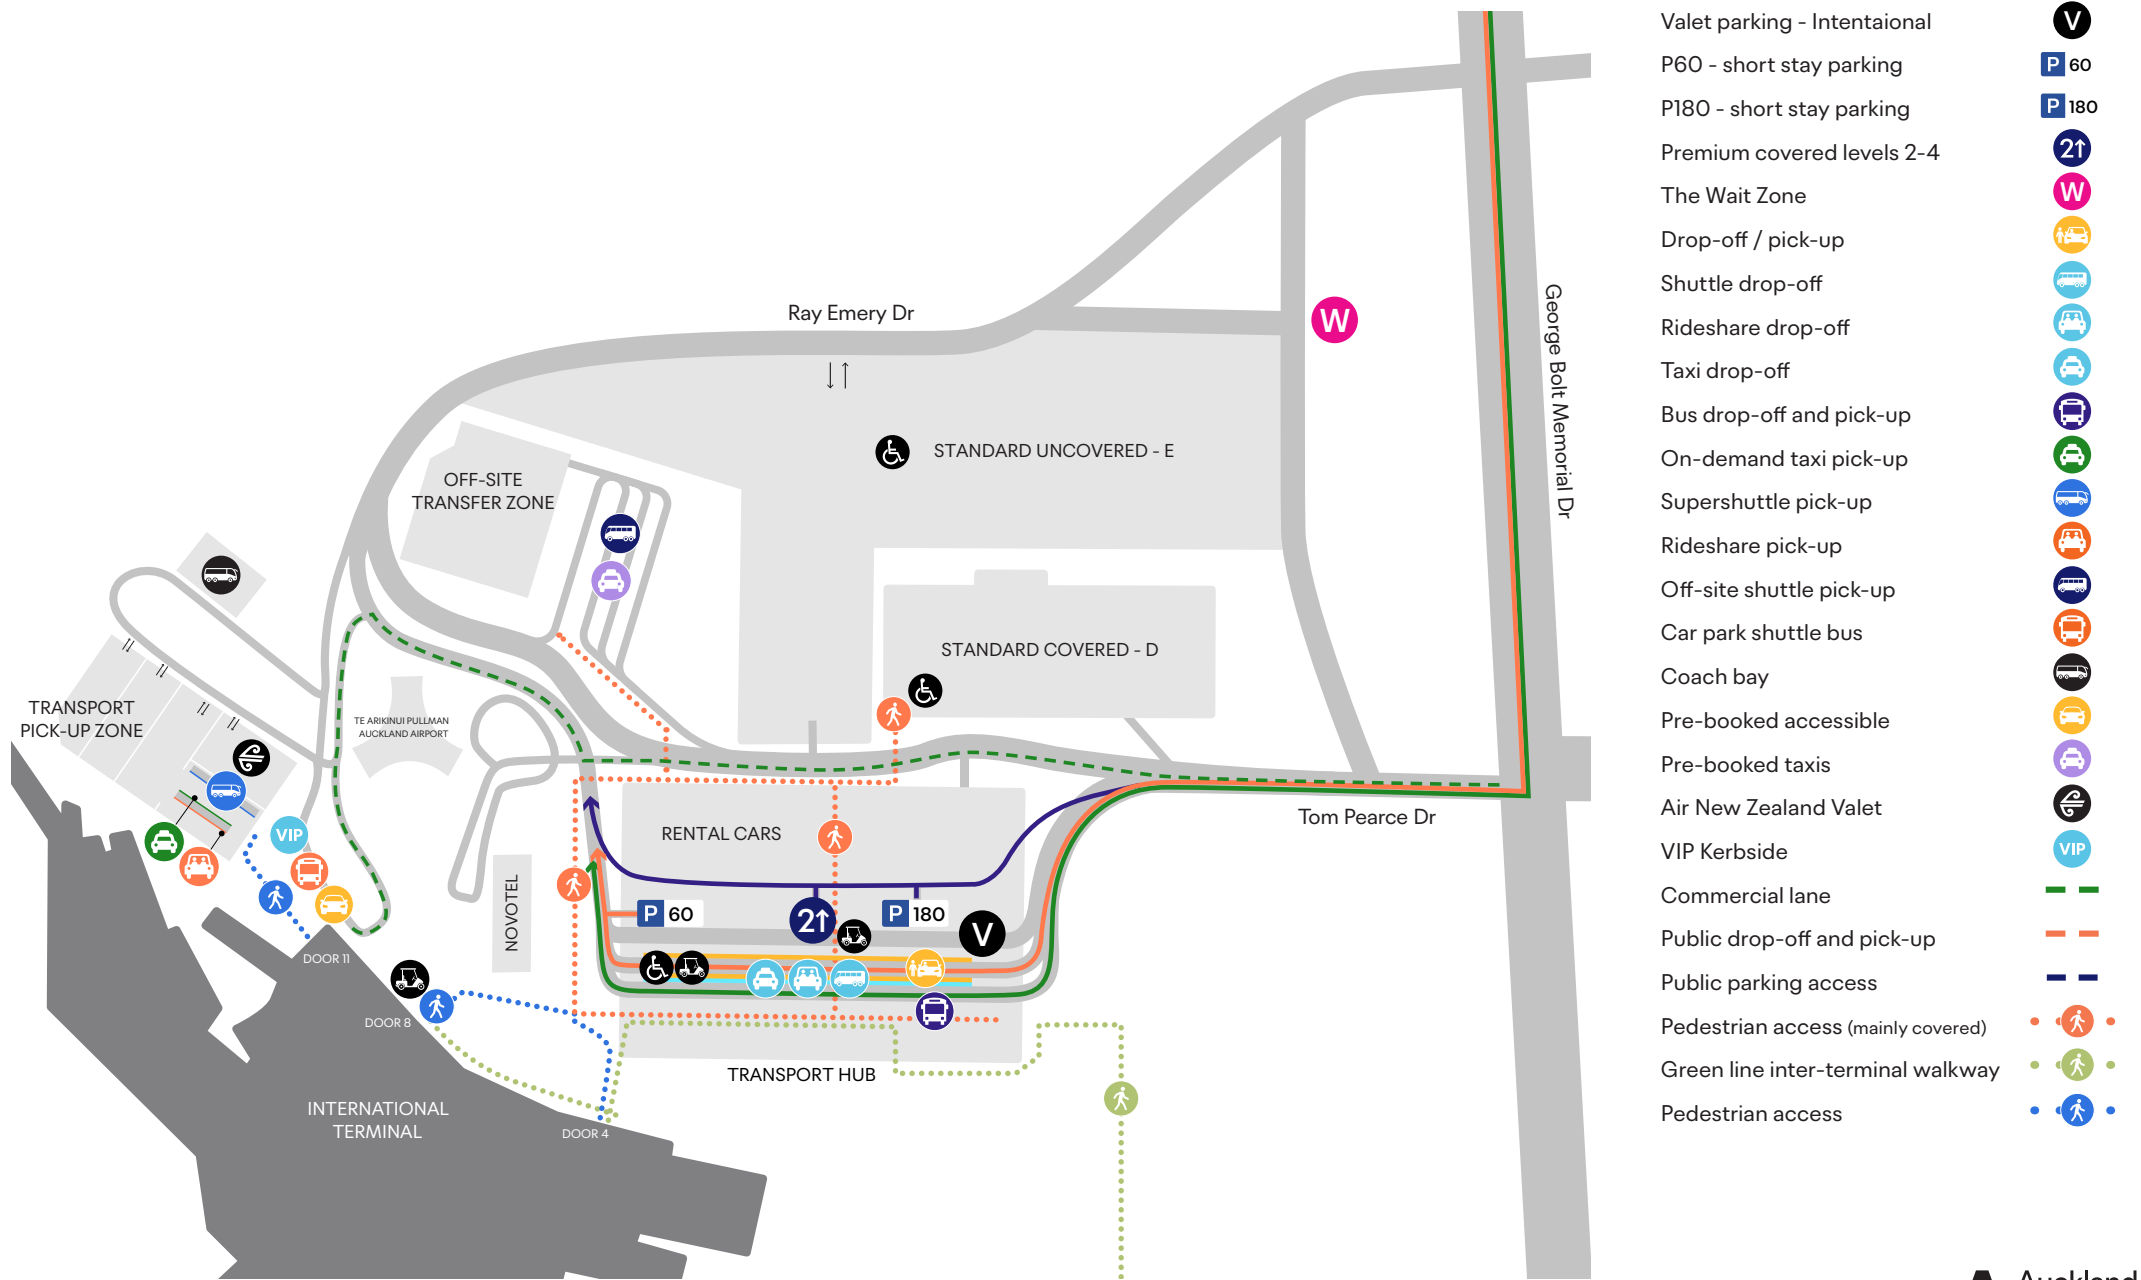 Valet parking - Intentaional
V
P60 - short stay parking
P 60
P180 - short stay parking
P 180
Premium covered levels 2-4
2↑
The Wait Zone
W
Drop-off / pick-up
Shuttle drop-off
Rideshare drop-off
Taxi drop-off
Bus drop-off and pick-up
On-demand taxi pick-up
Supershuttle pick-up
Rideshare pick-up
Off-site shuttle pick-up
Car park shuttle bus
Coach bay
Pre-booked accessible
Pre-booked taxis
Air New Zealand Valet
VIP Kerbside
VIP
Commercial lane
Public drop-off and pick-up
Public parking access
Pedestrian access (mainly covered)
Green line inter-terminal walkway
Pedestrian access
Ray Emery Dr
W
George Bolt Memorial Dr
STANDARD UNCOVERED - E
OFF-SITE
TRANSFER ZONE
STANDARD COVERED - D
TRANSPORT
PICK-UP ZONE
TE ARIKINUI PULLMAN
AUCKLAND AIRPORT
Tom Pearce Dr
RENTAL CARS
VIP
NOVOTEL
P 60
2↑
P 180
V
DOOR 11
DOOR 8
TRANSPORT HUB
INTERNATIONAL
TERMINAL
DOOR 4
Auckland